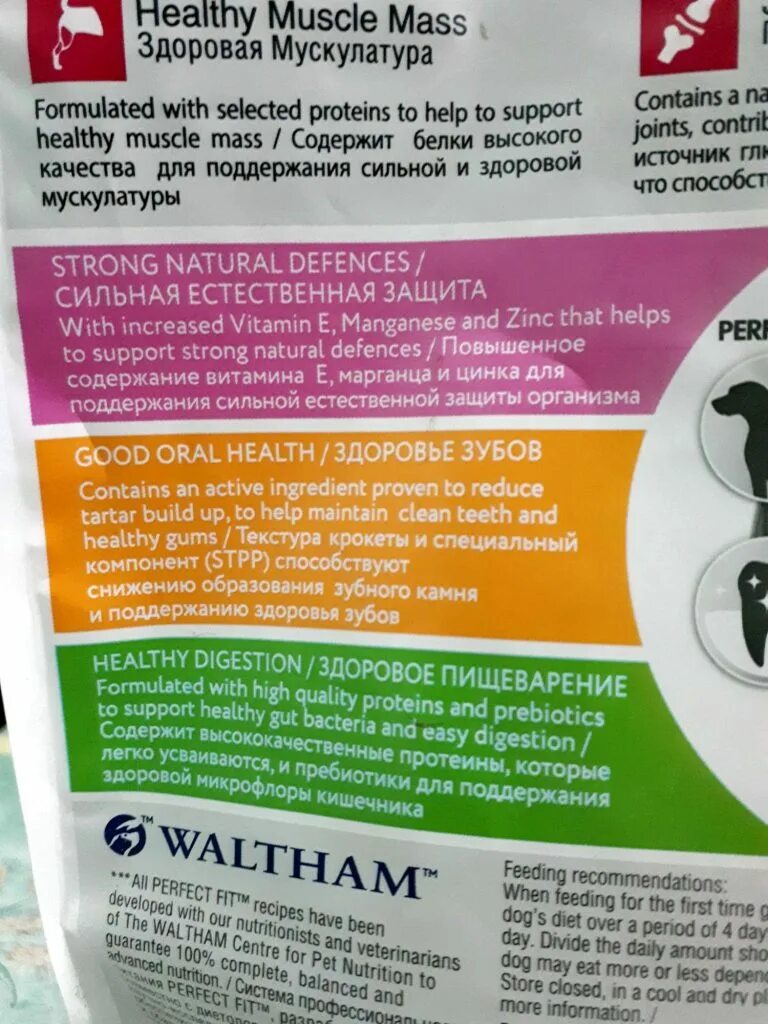 Healthy Muscle Mass
Здоровая Мускулатура
Formulated with selected proteins to help to support
healthy muscle mass / Содержит белки высокого
качества для поддержания сильной и здоровой
мускулатуры
Contains a na
joints, contrib
источник глю
что способст
STRONG NATURAL DEFENCES /
СИЛЬНАЯ ЕСТЕСТВЕННАЯ ЗАЩИТА
With increased Vitamin E, Manganese and Zinc that helps
to support strong natural defences / Повышенное
содержание витамина Е, марганца и цинка для
поддержания сильной естественной защиты организма
PERF
GOOD ORAL HEALTH / ЗДОРОВЬЕ ЗУБОВ
Contains an active ingredient proven to reduce
tartar build up, to help maintain clean teeth and
healthy gums / Текстура крокеты и специальный
компонент (STPP) способствуют
снижению образования зубного камня
и поддержанию здоровья зубов
HEALTHY DIGESTION / ЗДОРОВОЕ ПИЩЕВАРЕНИЕ
Formulated with high quality proteins and prebiotics
to support healthy gut bacteria and easy digestion /
Содержит высококачественные протеины, которые
легко усваиваются, и пребиотики для поддержания
здоровой микрофлоры кишечника
WALTHAM™
***All PERFECT FIT™ recipes have been
developed with our nutritionists and veterinarians
of The WALTHAM Centre for Pet Nutrition to
guarantee 100% complete, balanced and
advanced nutrition. / Система профессиональн
питания PERFECT FIT™, разраб
Feeding recommendations:
When feeding for the first time g
dog's diet over a period of 4 day
day. Divide the daily amount sho
dog may eat more or less depen
Store closed, in a cool and dry pl
more information. /